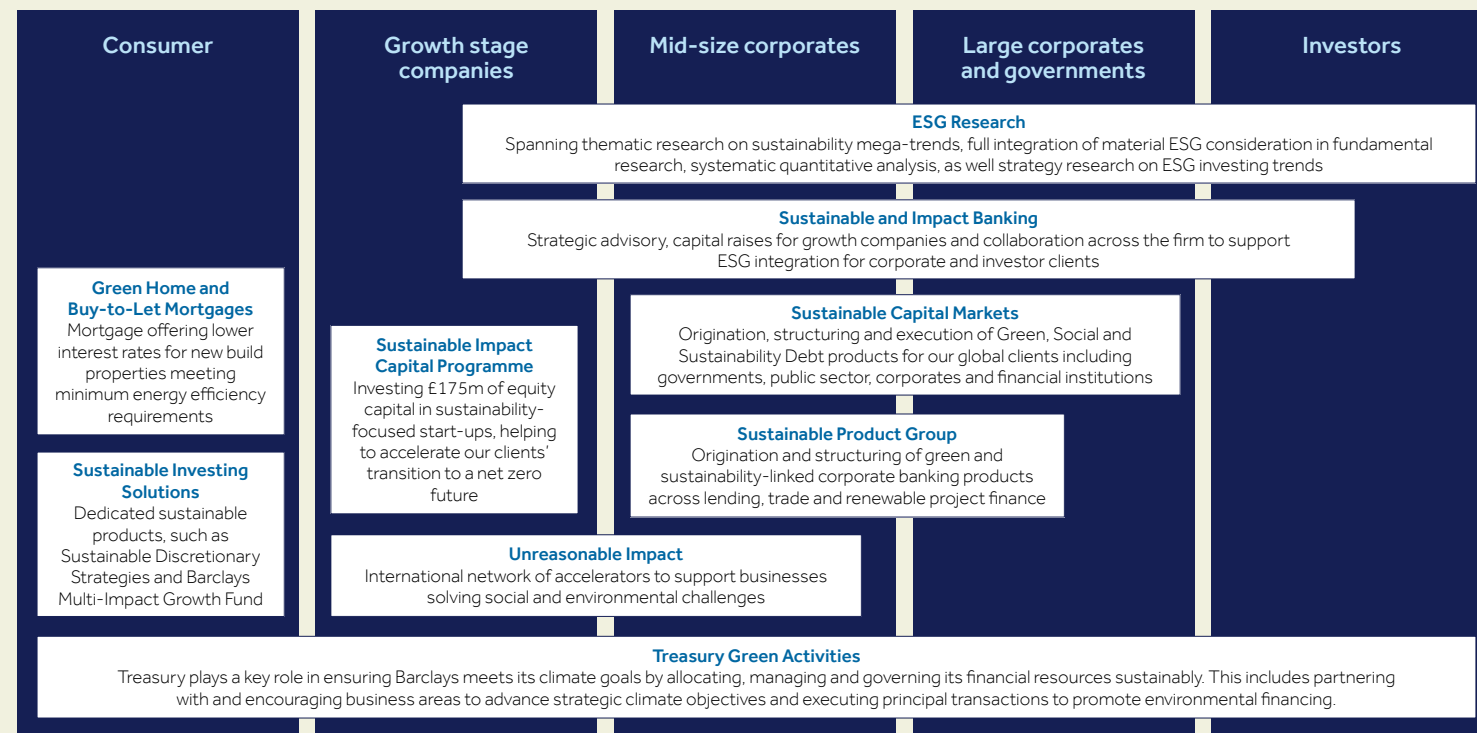 Consumer
Growth stage
companies
Mid-size corporates
Large corporates
and governments
Investors
ESG Research
Spanning thematic research on sustainability mega-trends, full integration of material ESG consideration in fundamental
research, systematic quantitative analysis, as well strategy research on ESG investing trends
Sustainable and Impact Banking
Strategic advisory, capital raises for growth companies and collaboration across the firm to support
ESG integration for corporate and investor clients
Green Home and
Buy-to-Let Mortgages
Mortgage offering lower
interest rates for new build
properties meeting
minimum energy efficiency
requirements
Sustainable Investing
Solutions
Dedicated sustainable
products, such as
Sustainable Discretionary
Strategies and Barclays
Multi-Impact Growth Fund
Sustainable Impact
Capital Programme
Investing £175m of equity
capital in sustainability-
focused start-ups, helping
to accelerate our clients’
transition to a net zero
future
Sustainable Capital Markets
Origination, structuring and execution of Green, Social and
Sustainability Debt products for our global clients including
governments, public sector, corporates and financial institutions
Sustainable Product Group
Origination and structuring of green and
sustainability-linked corporate banking products
across lending, trade and renewable project finance
Unreasonable Impact
International network of accelerators to support businesses
solving social and environmental challenges
Treasury Green Activities
Treasury plays a key role in ensuring Barclays meets its climate goals by allocating, managing and governing its financial resources sustainably. This includes partnering
with and encouraging business areas to advance strategic climate objectives and executing principal transactions to promote environmental financing.